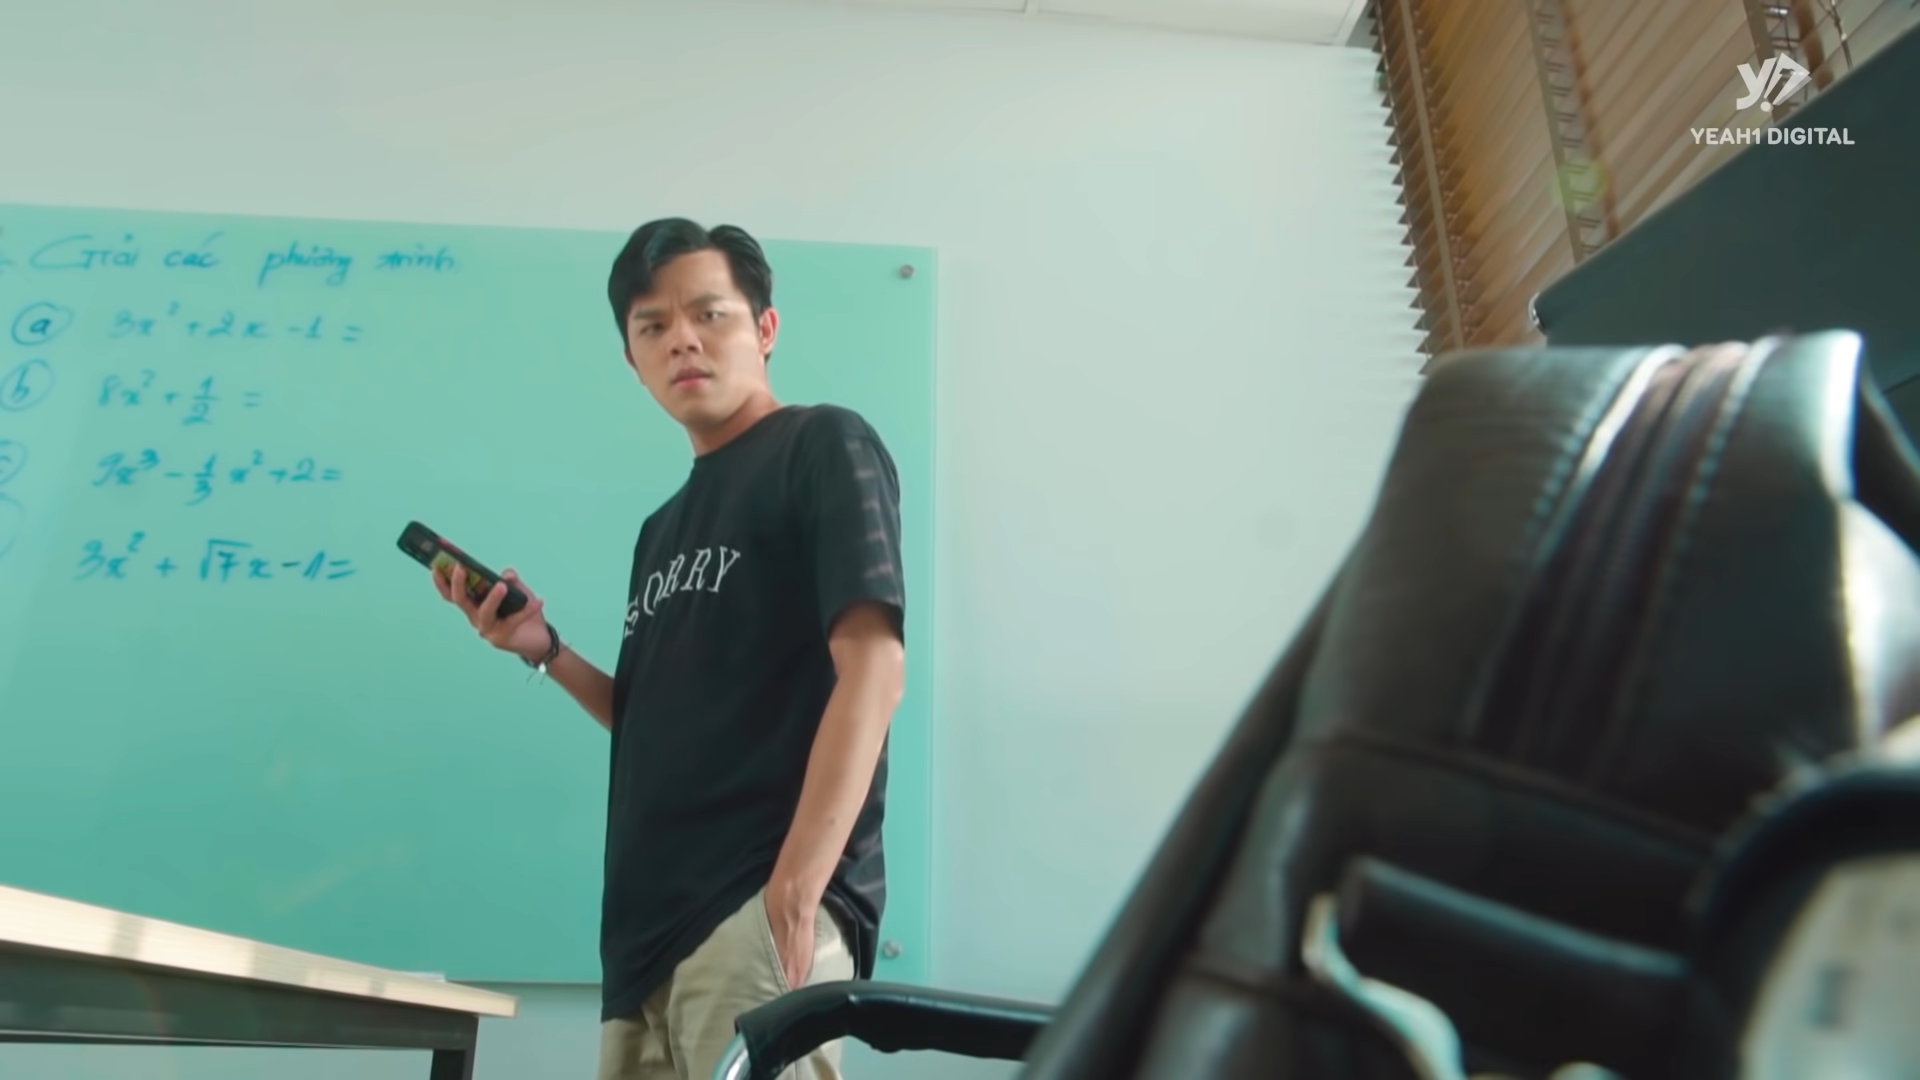 Giải các phương trình
a 3x² + 2x - 1 =
b 8x² + 1/2 =
c 9x³ - 1/3 x² + 2 =
3x² + √7x - 1 =
SORRY
YEAH1 DIGITAL